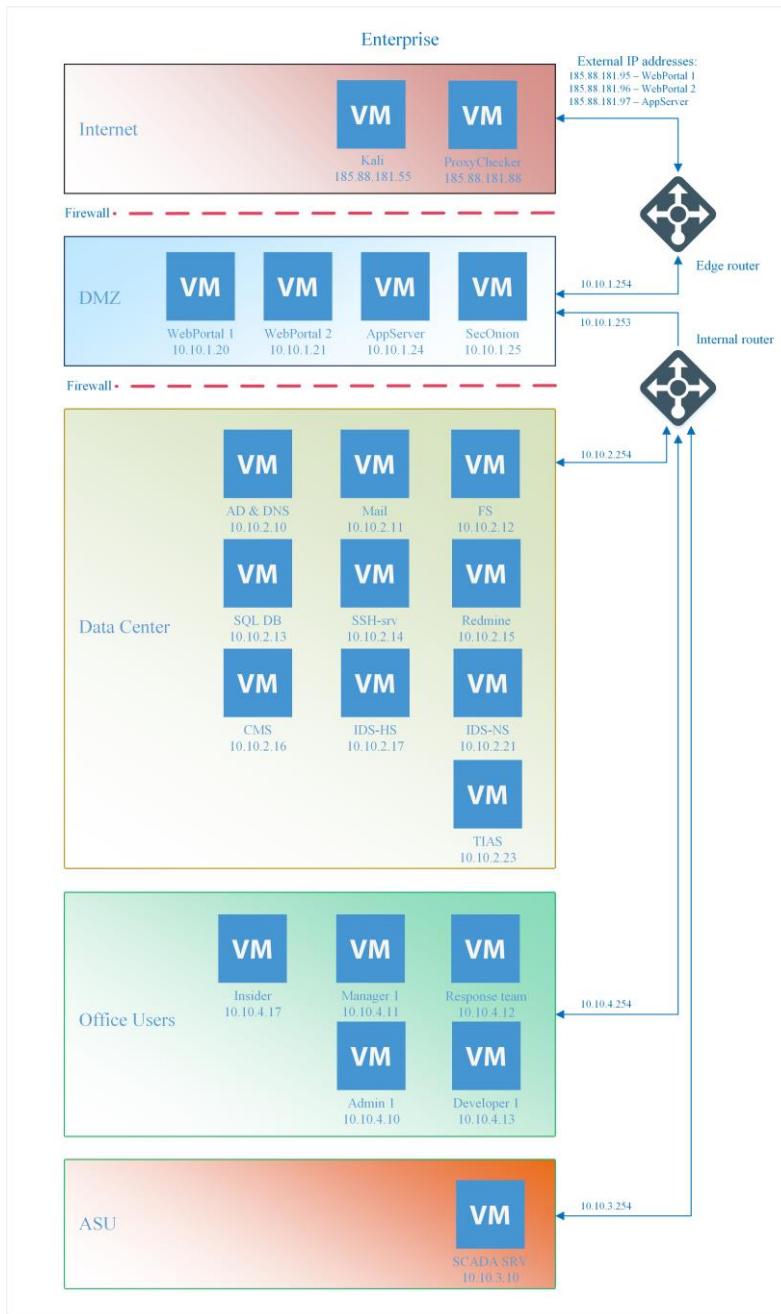 Enterprise
External IP addresses:
185.88.181.95 – WebPortal 1
185.88.181.96 – WebPortal 2
185.88.181.97 – AppServer
Internet
VM
Kali
185.88.181.55
VM
ProxyChecker
185.88.181.88
Firewall
Edge router
10.10.1.254
DMZ
VM
WebPortal 1
10.10.1.20
VM
WebPortal 2
10.10.1.21
VM
AppServer
10.10.1.24
VM
SecOnion
10.10.1.25
10.10.1.253
Internal router
Firewall
Data Center
VM
AD & DNS
10.10.2.10
VM
Mail
10.10.2.11
VM
FS
10.10.2.12
10.10.2.254
VM
SQL DB
10.10.2.13
VM
SSH-srv
10.10.2.14
VM
Redmine
10.10.2.15
VM
CMS
10.10.2.16
VM
IDS-HS
10.10.2.17
VM
IDS-NS
10.10.2.21
VM
TIAS
10.10.2.23
Office Users
VM
Insider
10.10.4.17
VM
Manager 1
10.10.4.11
VM
Response team
10.10.4.12
10.10.4.254
VM
Admin 1
10.10.4.10
VM
Developer 1
10.10.4.13
ASU
VM
SCADA SRV
10.10.3.10
10.10.3.254